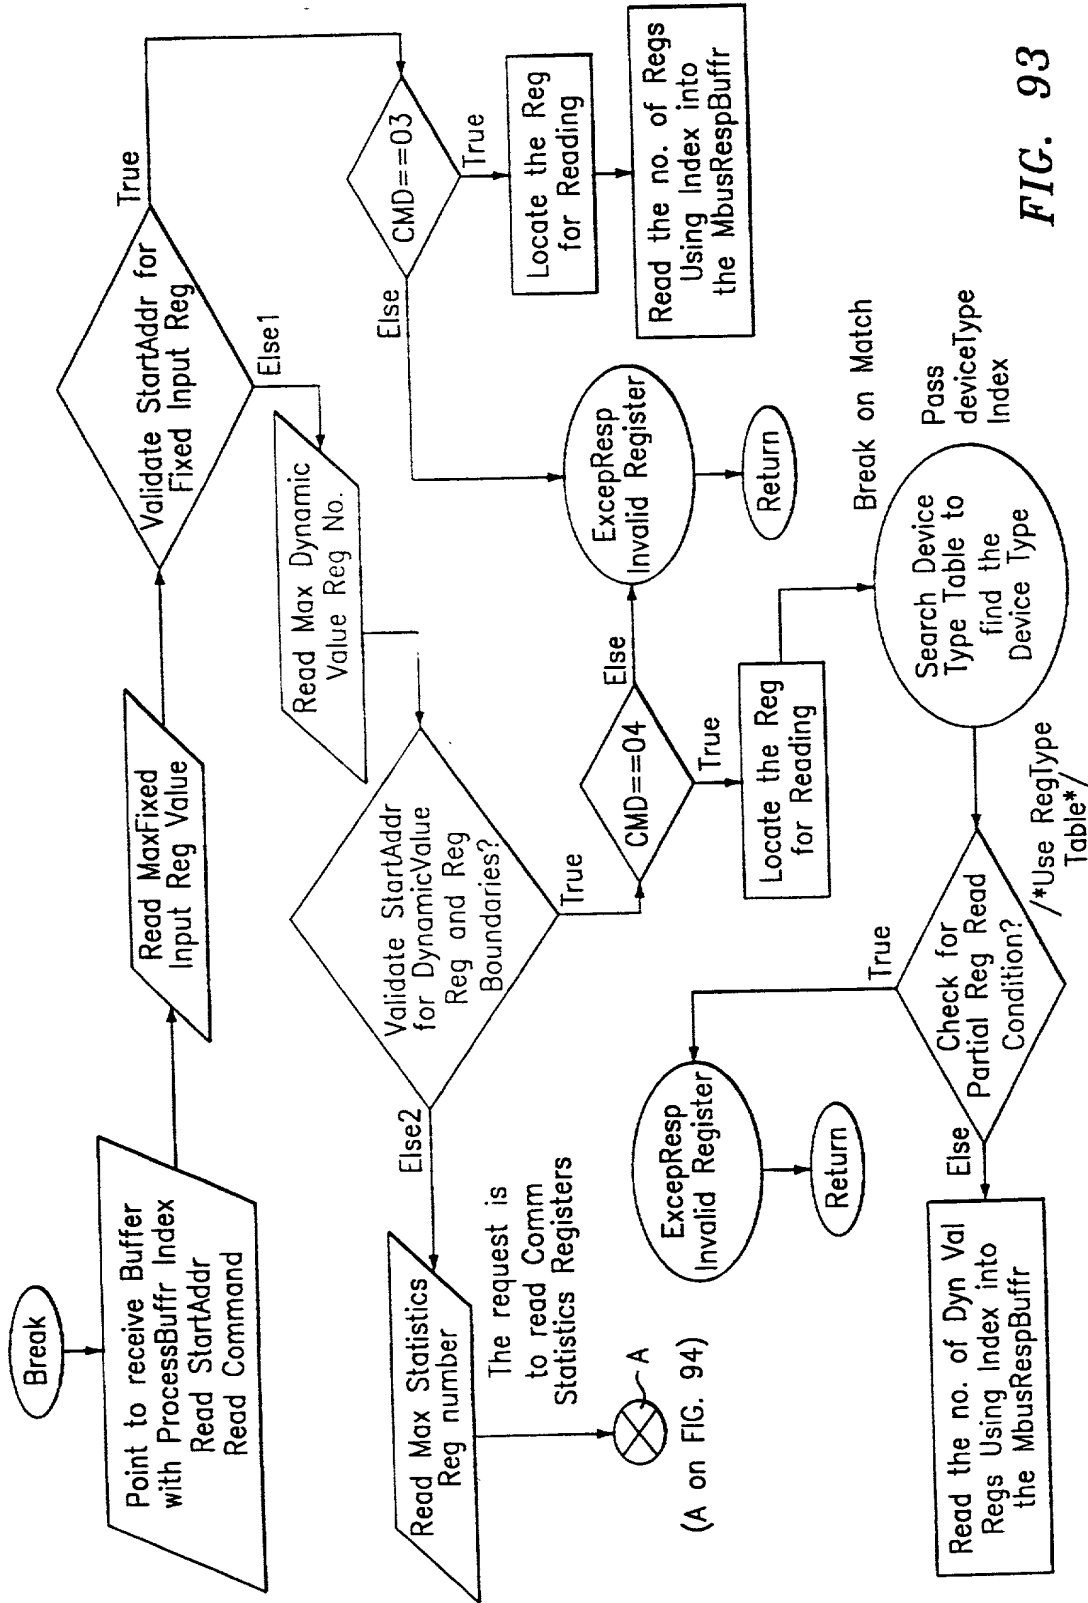 Break
Point to receive Buffer
with ProcessBuffr Index
Read StartAddr
Read Command
Read MaxFixed
Input Reg Value
Validate StartAddr for
Fixed Input Reg
True
Else1
CMD==03
Else
True
Locate the Reg
for Reading
Read the no. of Regs
Using Index into
the MbusRespBuffr
Read Max Dynamic
Value Reg No.
Validate StartAddr
for DynamicValue
Reg and Reg
Boundaries?
Else2
True
Read Max Statistics
Reg number
The request is
to read Comm
Statistics Registers
A
(A on FIG. 94)
CMD==04
Else
True
ExcepResp
Invalid Register
Return
Locate the Reg
for Reading
Search Device
Type Table to
find the
Device Type
Break on Match
Pass
deviceType
Index
/*Use RegType
Table*/
Check for
Partial Reg Read
Condition?
True
Else
ExcepResp
Invalid Register
Return
Read the no. of Dyn Val
Regs Using Index into
the MbusRespBuffr
FIG. 93